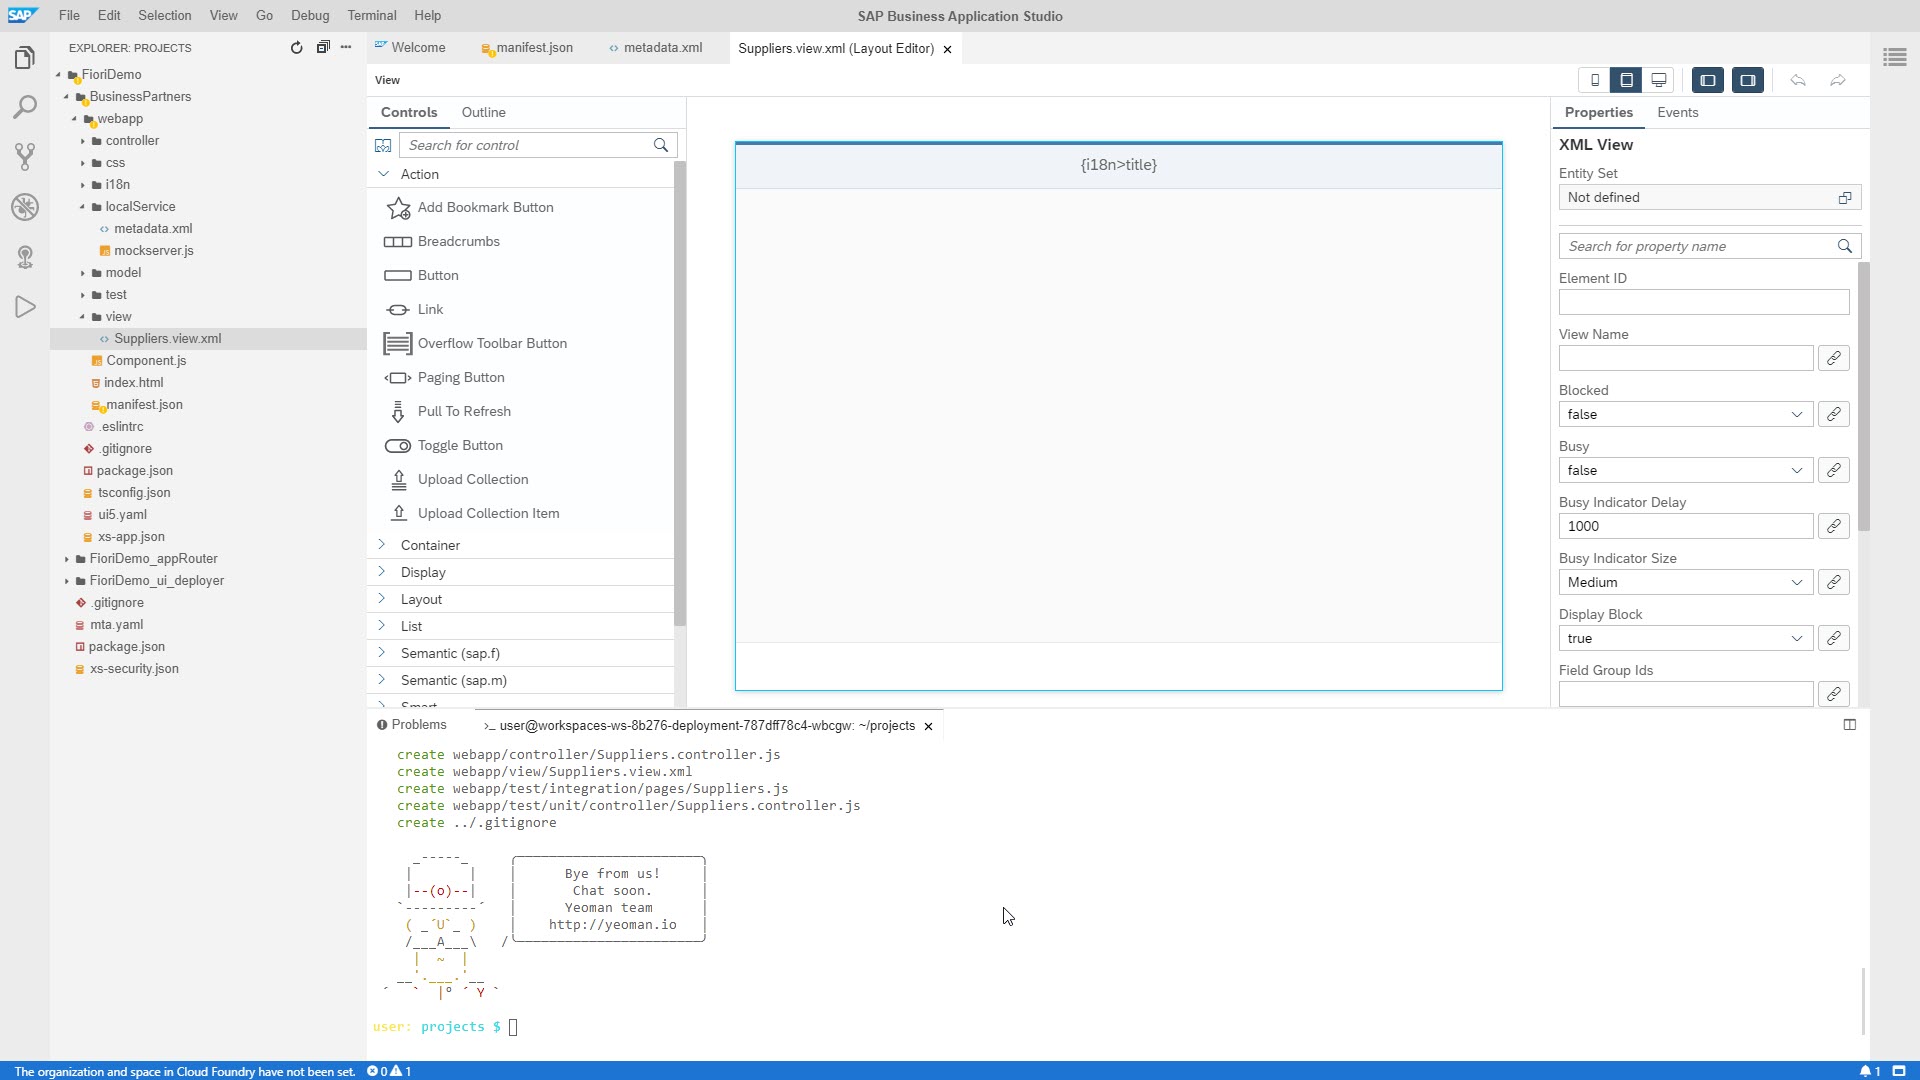 SAP File Edit Selection View Go Debug Terminal Help SAP Business Application Studio
EXPLORER: PROJECTS
FioriDemo
BusinessPartners
webapp
controller
css
i18n
localService
metadata.xml
mockserver.js
model
test
view
Suppliers.view.xml
Component.js
index.html
manifest.json
.eslintrc
.gitignore
package.json
tsconfig.json
ui5.yaml
xs-app.json
FioriDemo_appRouter
FioriDemo_ui_deployer
.gitignore
mta.yaml
package.json
xs-security.json
Welcome manifest.json metadata.xml Suppliers.view.xml (Layout Editor)
View
Controls Outline
Search for control
Action
Add Bookmark Button
Breadcrumbs
Button
Link
Overflow Toolbar Button
Paging Button
Pull To Refresh
Toggle Button
Upload Collection
Upload Collection Item
Container
Display
Layout
List
Semantic (sap.f)
Semantic (sap.m)
Smart
{i18n>title}
Properties Events
XML View
Entity Set
Not defined
Search for property name
Element ID
View Name
Blocked
false
Busy
false
Busy Indicator Delay
1000
Busy Indicator Size
Medium
Display Block
true
Field Group Ids
Problems >_ user@workspaces-ws-8b276-deployment-787dff78c4-wbcgw: ~/projects
create webapp/controller/Suppliers.controller.js
create webapp/view/Suppliers.view.xml
create webapp/test/integration/pages/Suppliers.js
create webapp/test/unit/controller/Suppliers.controller.js
create ../.gitignore
Bye from us!
Chat soon.
Yeoman team
http://yeoman.io
user: projects $
The organization and space in Cloud Foundry have not been set. 0 1 1